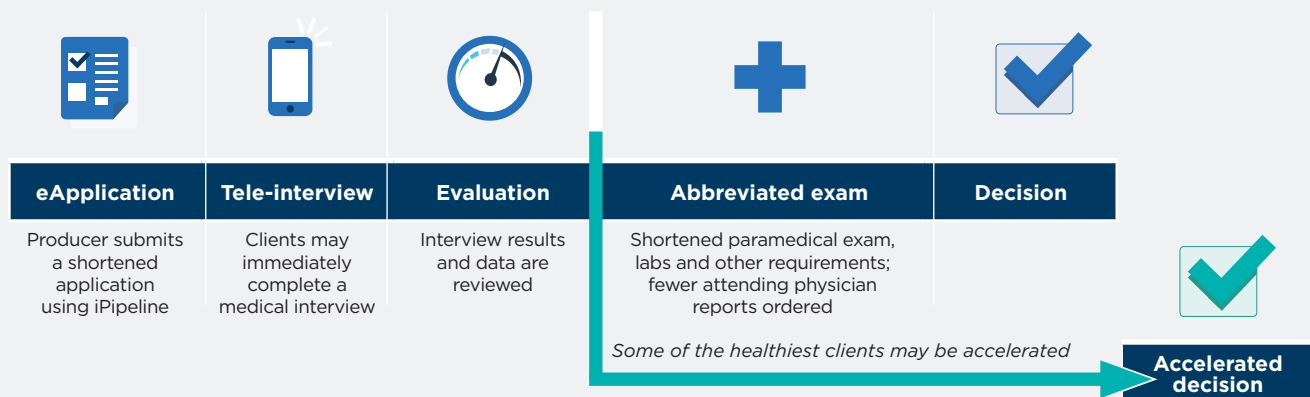 eApplication
Producer submits
a shortened
application
using iPipeline
Tele-interview
Clients may
immediately
complete a
medical interview
Evaluation
Interview results
and data are
reviewed
Abbreviated exam
Shortened paramedical exam,
labs and other requirements;
fewer attending physician
reports ordered
Decision
Some of the healthiest clients may be accelerated
Accelerated
decision